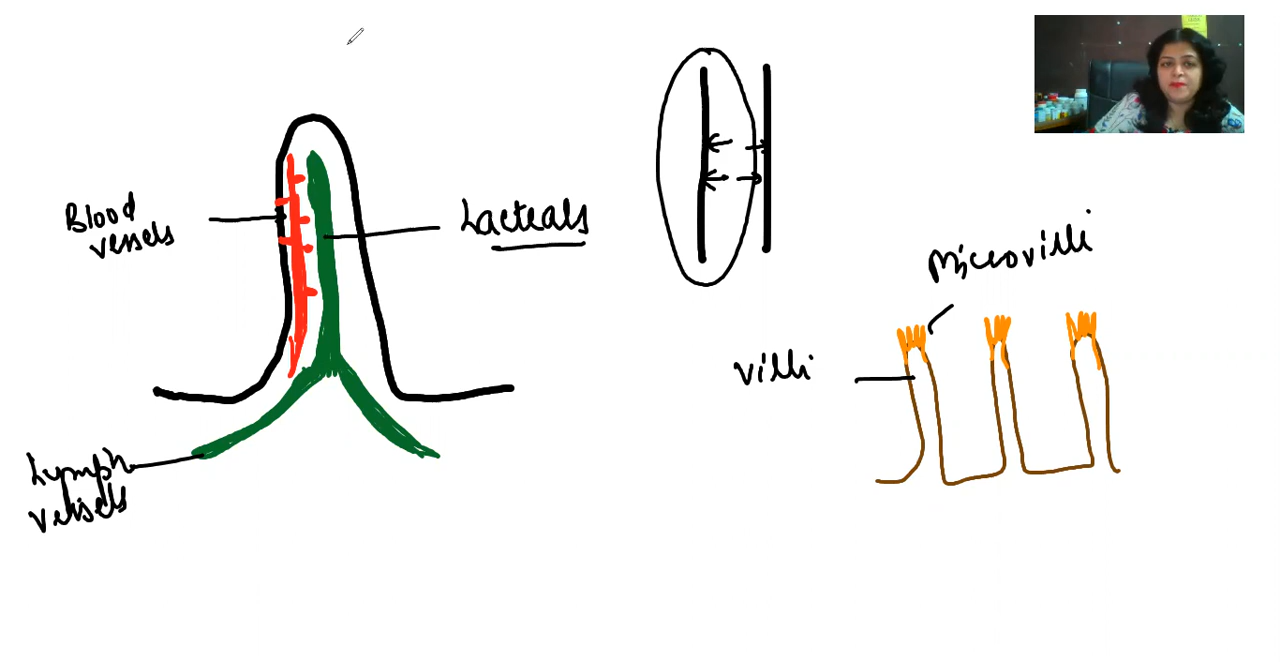 Blood
vessels
Lacteals
Microvilli
villi
Lymph
vessels